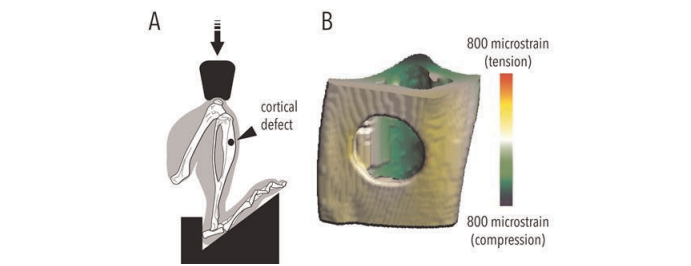 A
cortical
defect
B
800 microstrain
(tension)
800 microstrain
(compression)